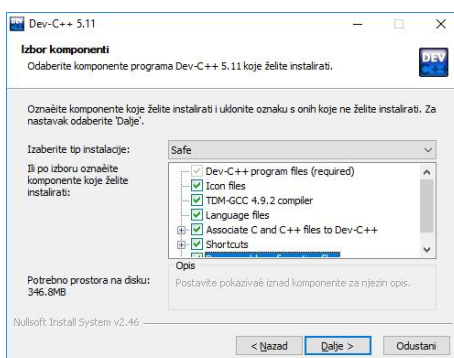 Dev-C++ 5.11
Izbor komponenti
Odaberite komponente programa Dev-C++ 5.11 koje želite instalirati.
DEV
C++
Oznaèite komponente koje želite instalirati i uklonite oznaku s onih koje ne želite instalirati. Za
nastavak odaberite 'Dalje'.
Izaberite tip instalacije:
Safe
Ili po izboru oznaèite
komponente koje želite
instalirati:
Dev-C++ program files (required)
Icon files
TDM-GCC 4.9.2 compiler
Language files
Associate C and C++ files to Dev-C++
Shortcuts
Potrebno prostora na disku:
346.8MB
Opis
Postavite pokazivaè iznad komponente za njezin opis.
Nullsoft Install System v2.46
< Nazad
Dalje >
Odustani